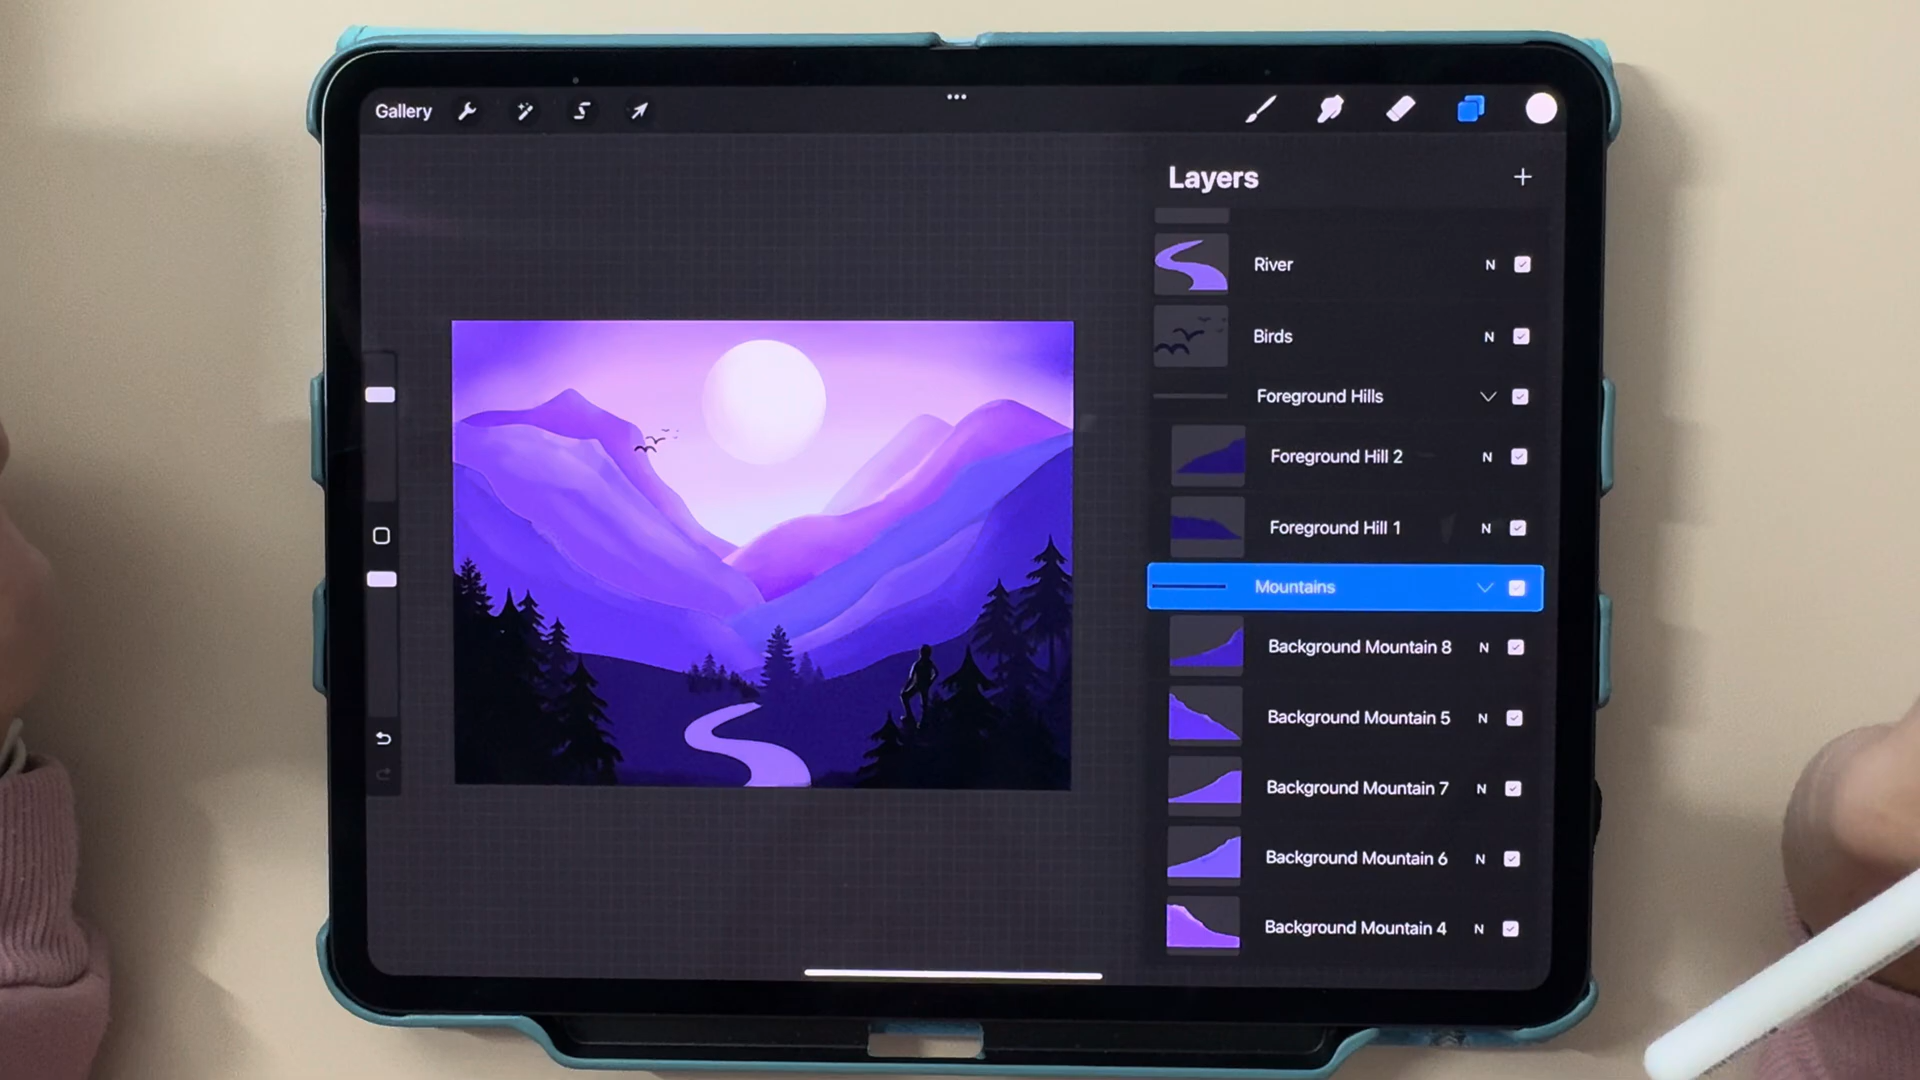 Gallery
Layers
River N
Birds N
Foreground Hills
Foreground Hill 2 N
Foreground Hill 1 N
Mountains
Background Mountain 8 N
Background Mountain 5 N
Background Mountain 7 N
Background Mountain 6 N
Background Mountain 4 N